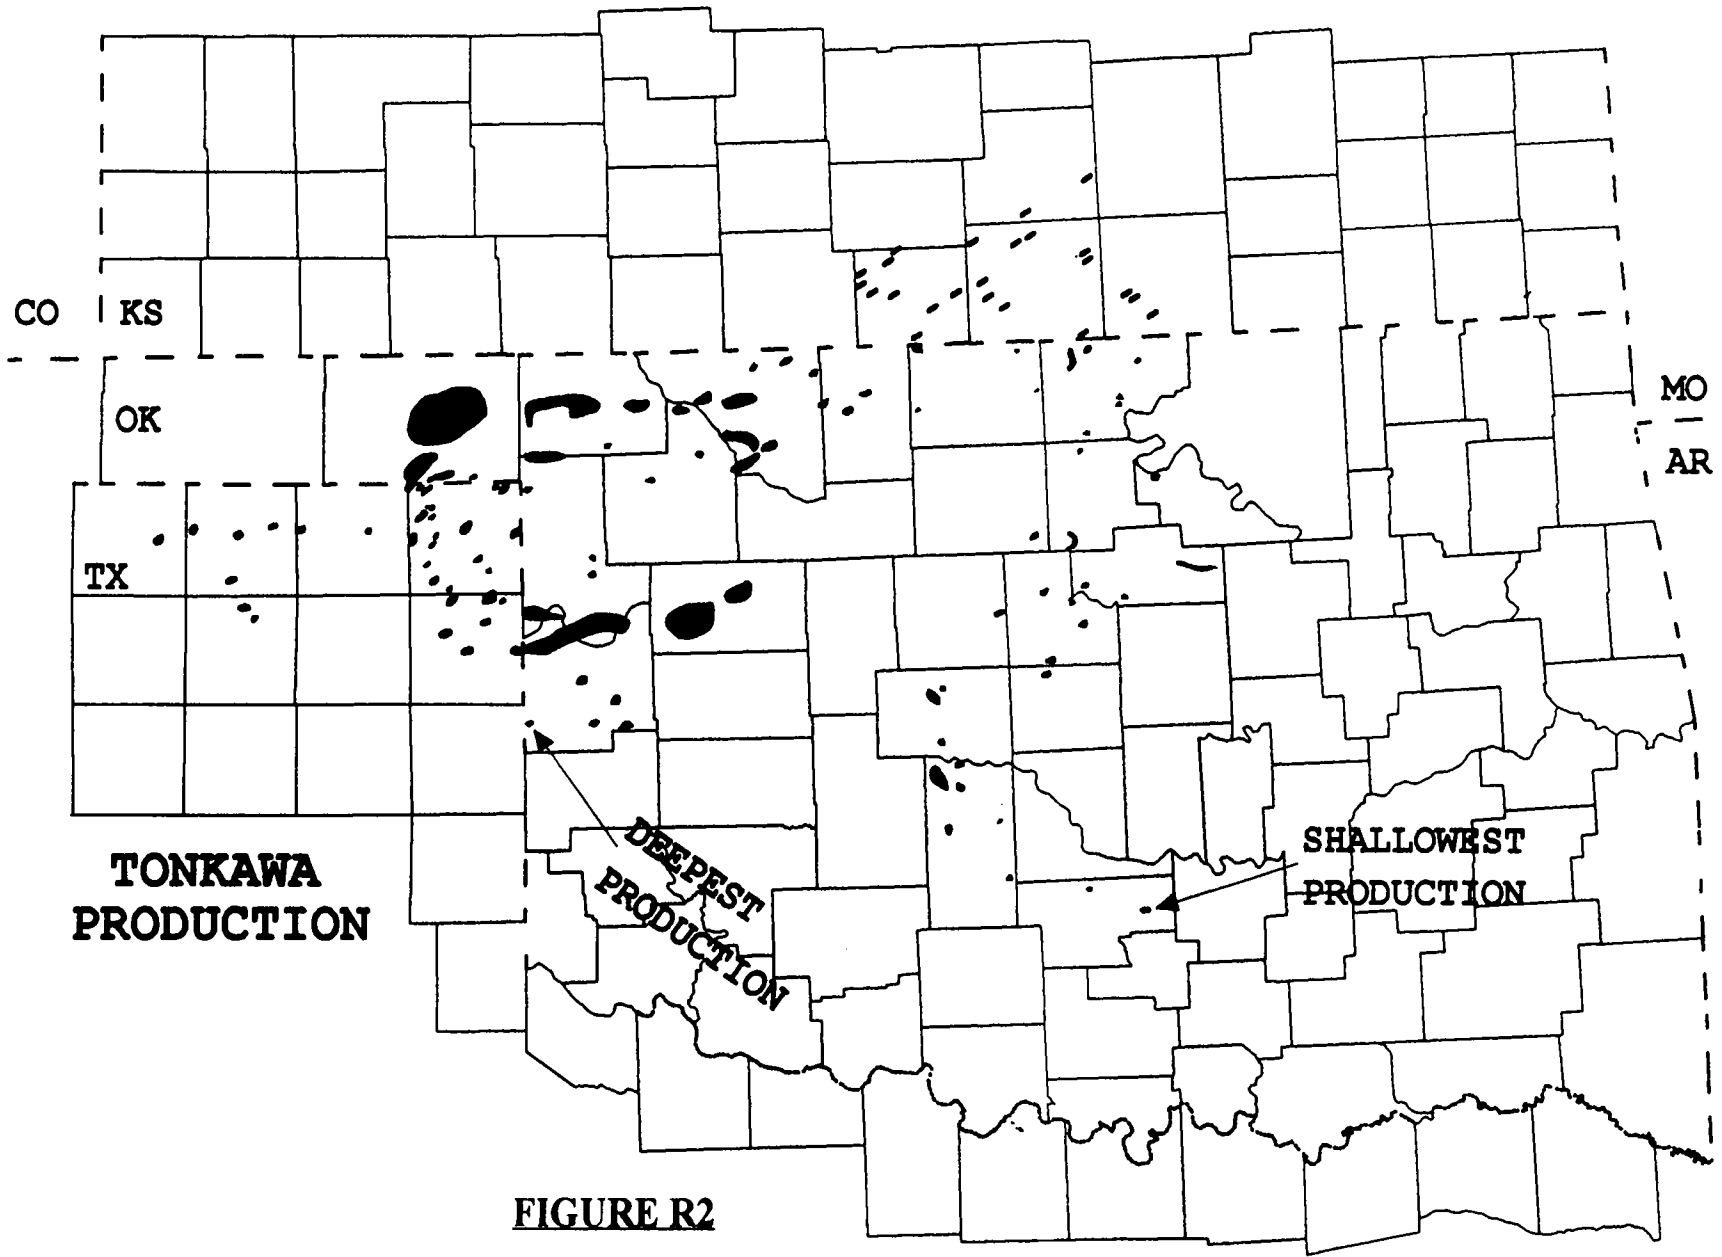 CO
KS
OK
MO
AR
TX
TONKAWA
PRODUCTION
DEEPEST
PRODUCTION
SHALLOWEST
PRODUCTION
FIGURE R2